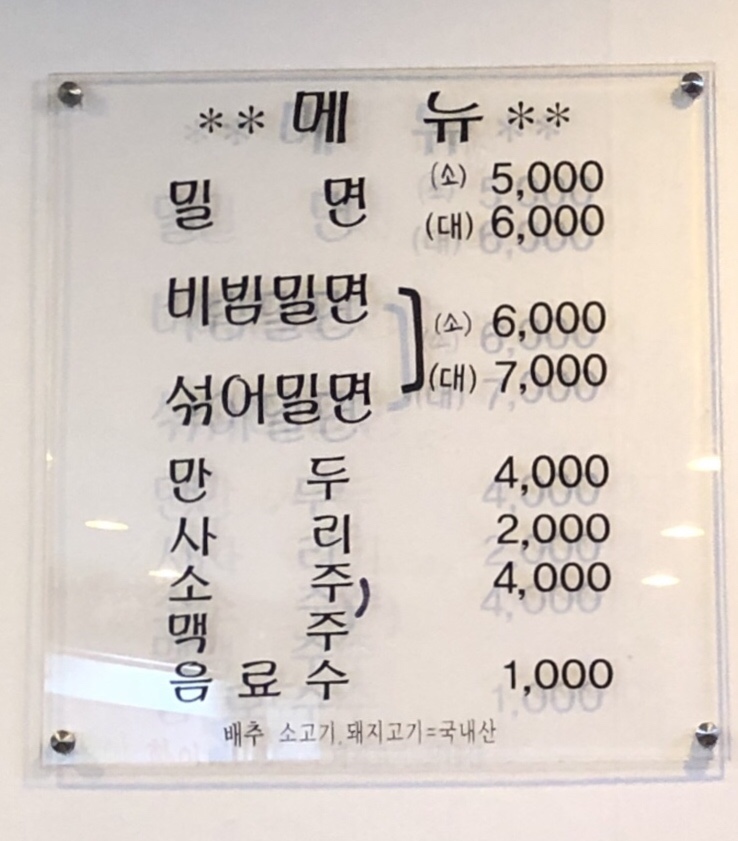 ** 메 뉴 **
밀 면 (소) 5,000
(대) 6,000
비빔밀면
(소) 6,000
섞어밀면 (대) 7,000
만 두 4,000
사 리 2,000
소 주 4,000
맥 주
음 료 수 1,000
배추 소고기, 돼지고기=국내산